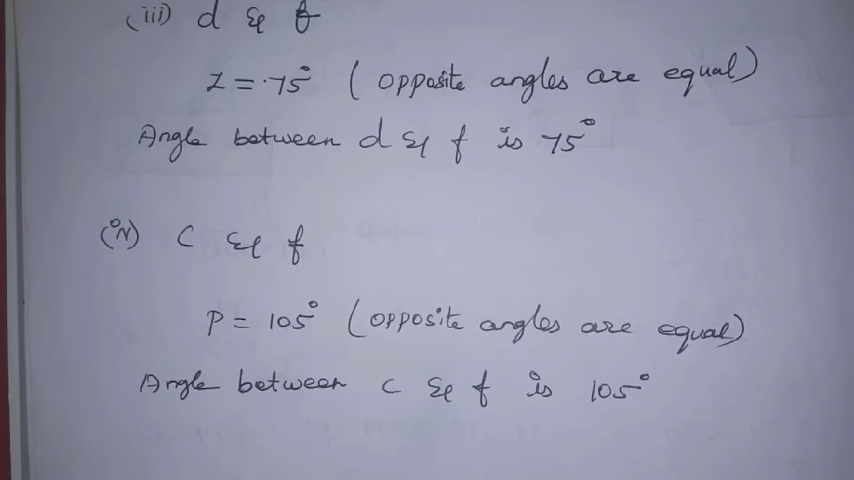 (iii) d & f
Z = 75° (opposite angles are equal)
Angle between d & f is 75°
(iv) C & f
P = 105° (opposite angles are equal)
Angle between c & f is 105°